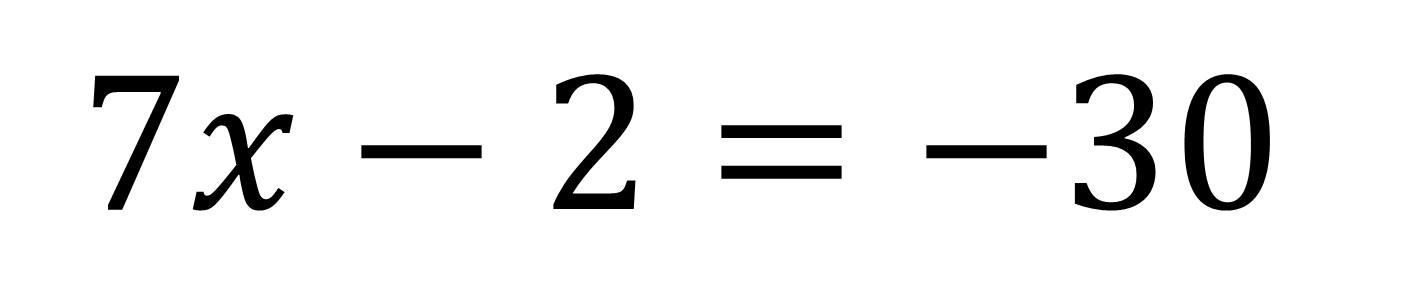 7x − 2 = −30